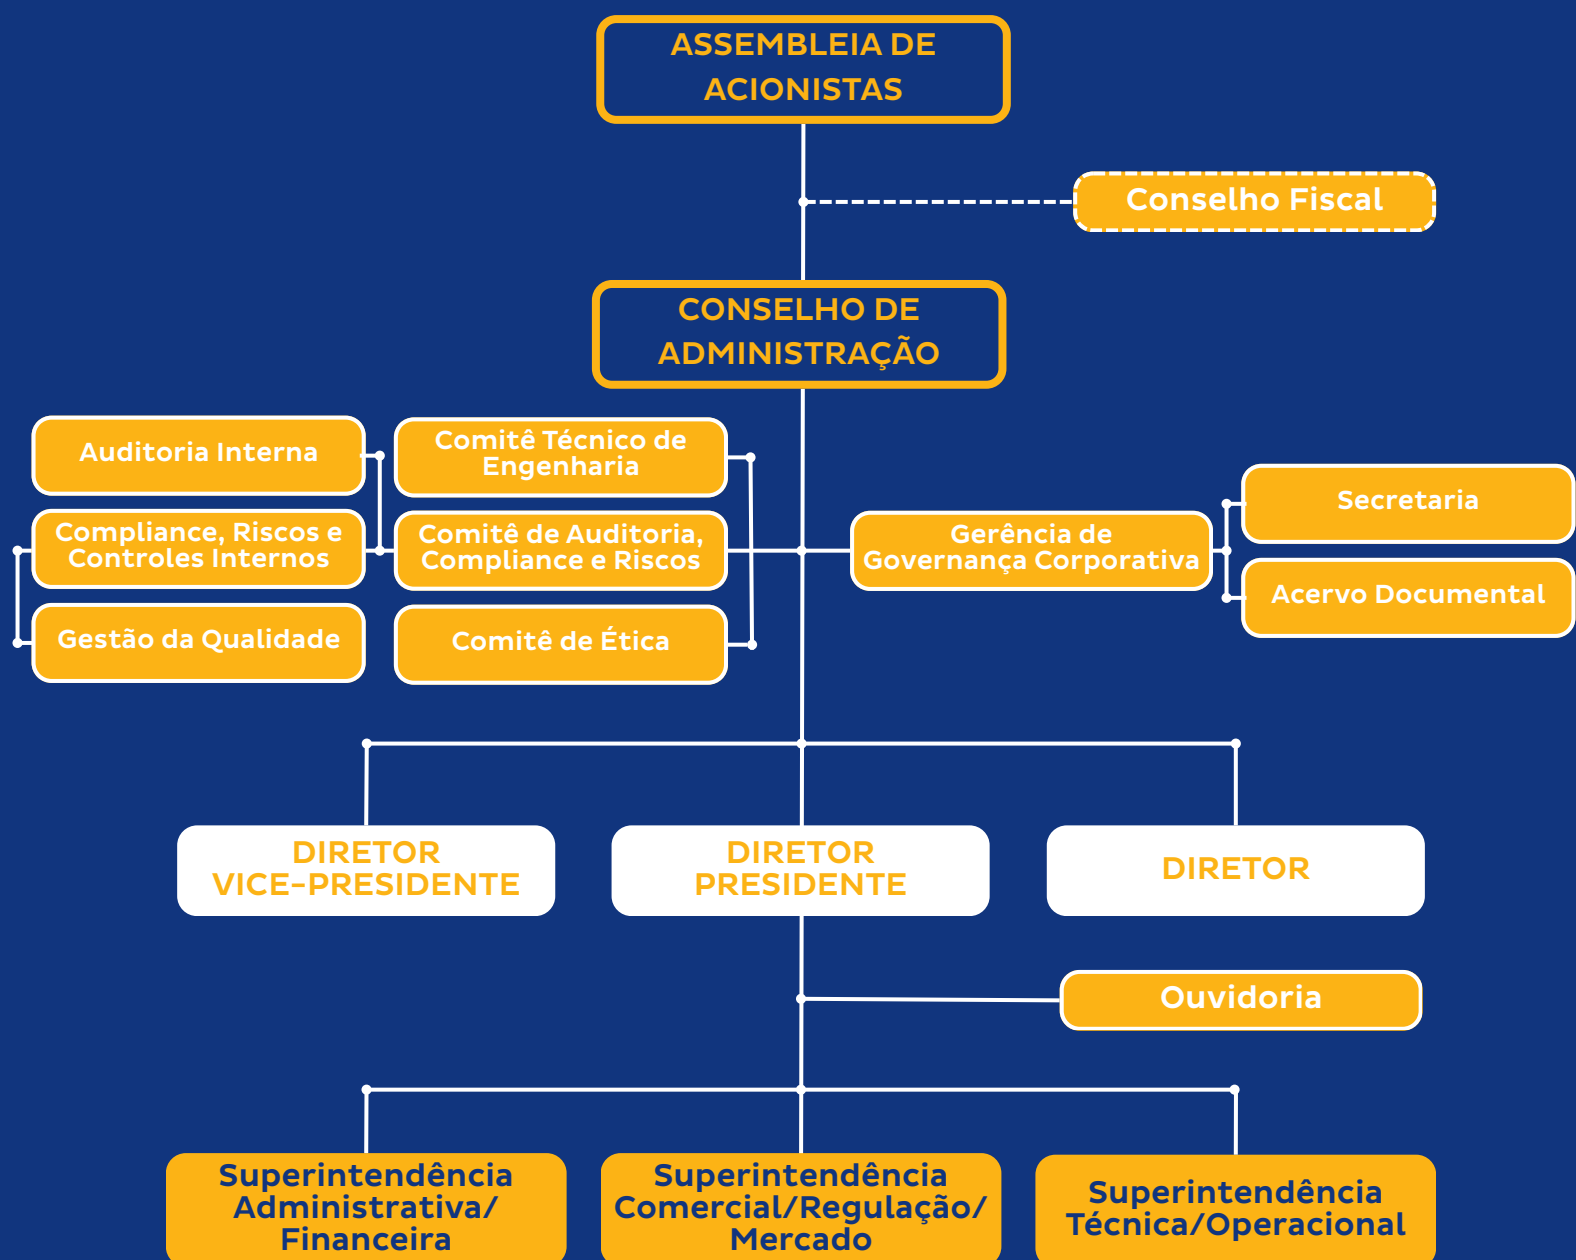 ASSEMBLEIA DE
ACIONISTAS
Conselho Fiscal
CONSELHO DE
ADMINISTRAÇÃO
Auditoria Interna
Compliance, Riscos e
Controles Internos
Gestão da Qualidade
Comitê Técnico de
Engenharia
Comitê de Auditoria,
Compliance e Riscos
Comitê de Ética
Gerência de
Governança Corporativa
Secretaria
Acervo Documental
DIRETOR
VICE-PRESIDENTE
DIRETOR
PRESIDENTE
DIRETOR
Ouvidoria
Superintendência
Administrativa/
Financeira
Superintendência
Comercial/Regulação/
Mercado
Superintendência
Técnica/Operacional